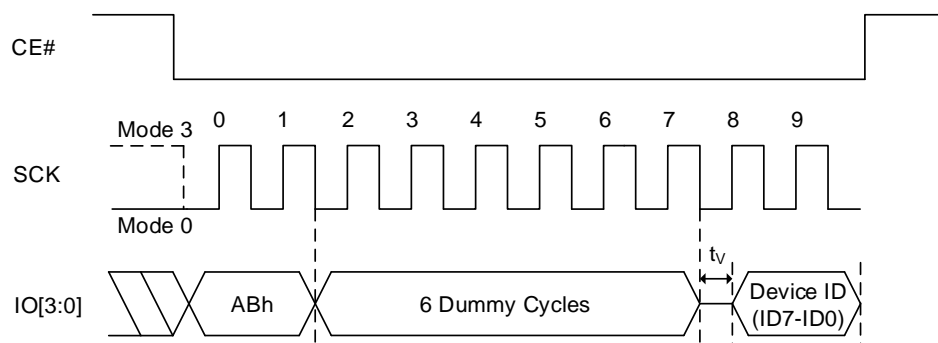 CE#
0 1 2 3 4 5 6 7 8 9
Mode 3
SCK
Mode 0
tV
IO[3:0]
ABh
6 Dummy Cycles
Device ID
(ID7-ID0)